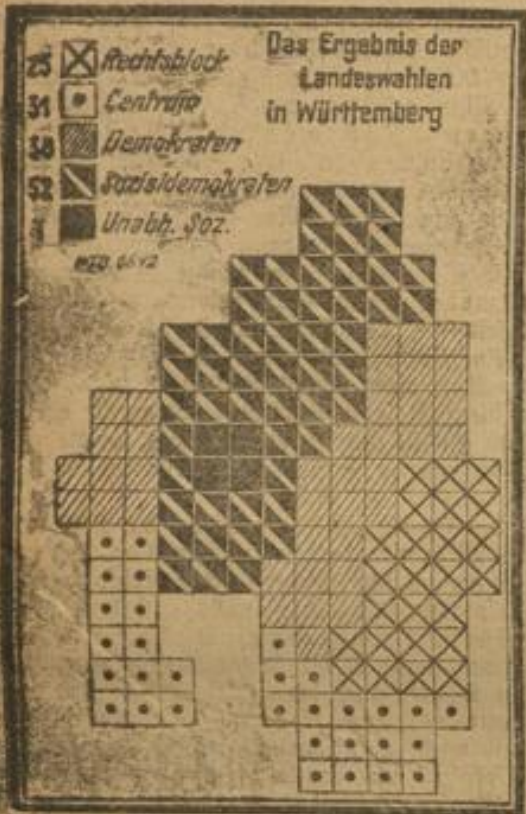 Das Ergebnis der
Landeswahlen
in Württemberg
25 Rechtsblock
31 Centrum
38 Demokraten
52 Sozialdemokraten
Unabh. Soz.